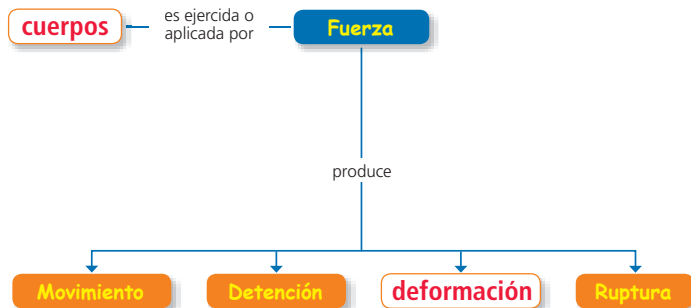 cuerpos
es ejercida o
aplicada por
Fuerza
produce
Movimiento
Detención
deformación
Ruptura